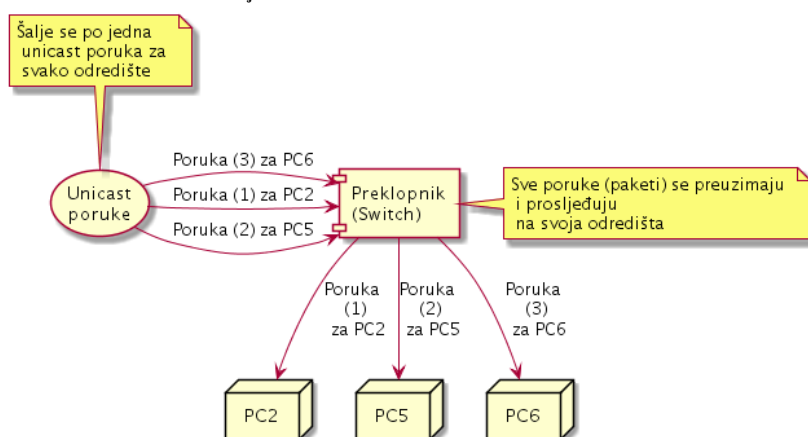 Šalje se po jedna
unicast poruka za
svako odredište
Poruka (3) za PC6
Poruka (1) za PC2
Poruka (2) za PC5
Unicast
poruke
Preklopnik
(Switch)
Sve poruke (paketi) se preuzimaju
i prosljeđuju
na svoja odredišta
Poruka
(1)
za PC2
Poruka
(2)
za PC5
Poruka
(3)
za PC6
PC2
PC5
PC6